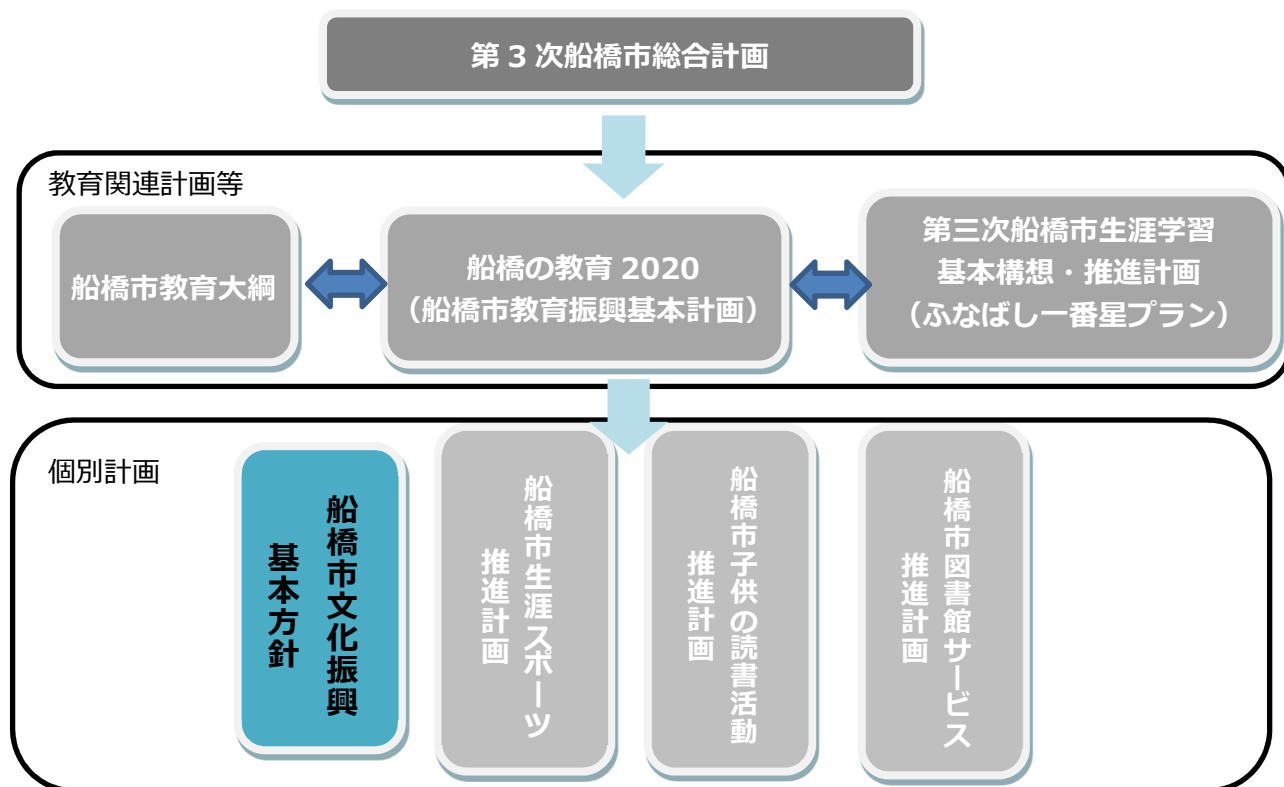 第 3 次船橋市総合計画
教育関連計画等
船橋市教育大綱
船橋の教育 2020
（船橋市教育振興基本計画）
第三次船橋市生涯学習
基本構想・推進計画
（ふなばし一番星プラン）
個別計画
船橋市文化振興
基本方針
船橋市生涯スポーツ
推進計画
船橋市子供の読書活動
推進計画
船橋市図書館サービス
推進計画